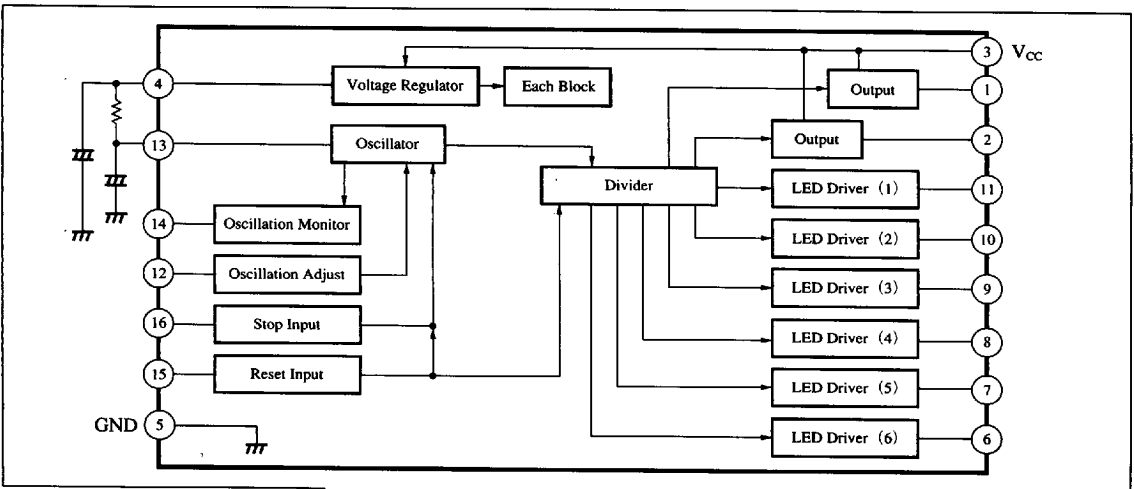 3 V_CC
4 Voltage Regulator Each Block Output 1
13 Oscillator Output 2
Divider LED Driver (1) 11
14 Oscillation Monitor LED Driver (2) 10
12 Oscillation Adjust LED Driver (3) 9
16 Stop Input LED Driver (4) 8
15 Reset Input LED Driver (5) 7
GND 5 LED Driver (6) 6